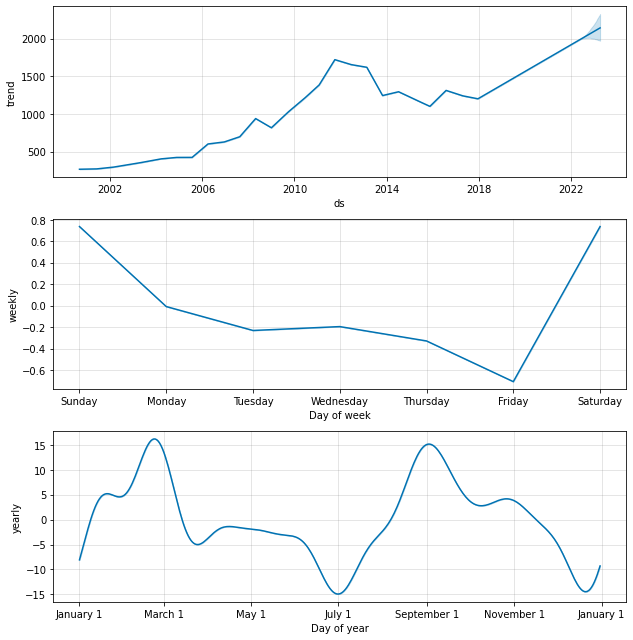 2000
1500
1000
500
trend
2002 2006 2010 2014 2018 2022
ds
0.8
0.6
0.4
0.2
0.0
−0.2
−0.4
−0.6
weekly
Sunday Monday Tuesday Wednesday Thursday Friday Saturday
Day of week
15
10
5
0
−5
−10
−15
yearly
January 1 March 1 May 1 July 1 September 1 November 1 January 1
Day of year